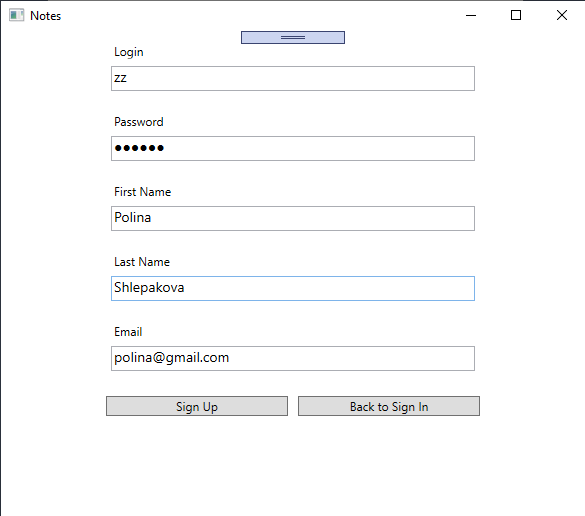 Notes
Login
zz
Password
●●●●●●
First Name
Polina
Last Name
Shlepakova
Email
polina@gmail.com
Sign Up
Back to Sign In